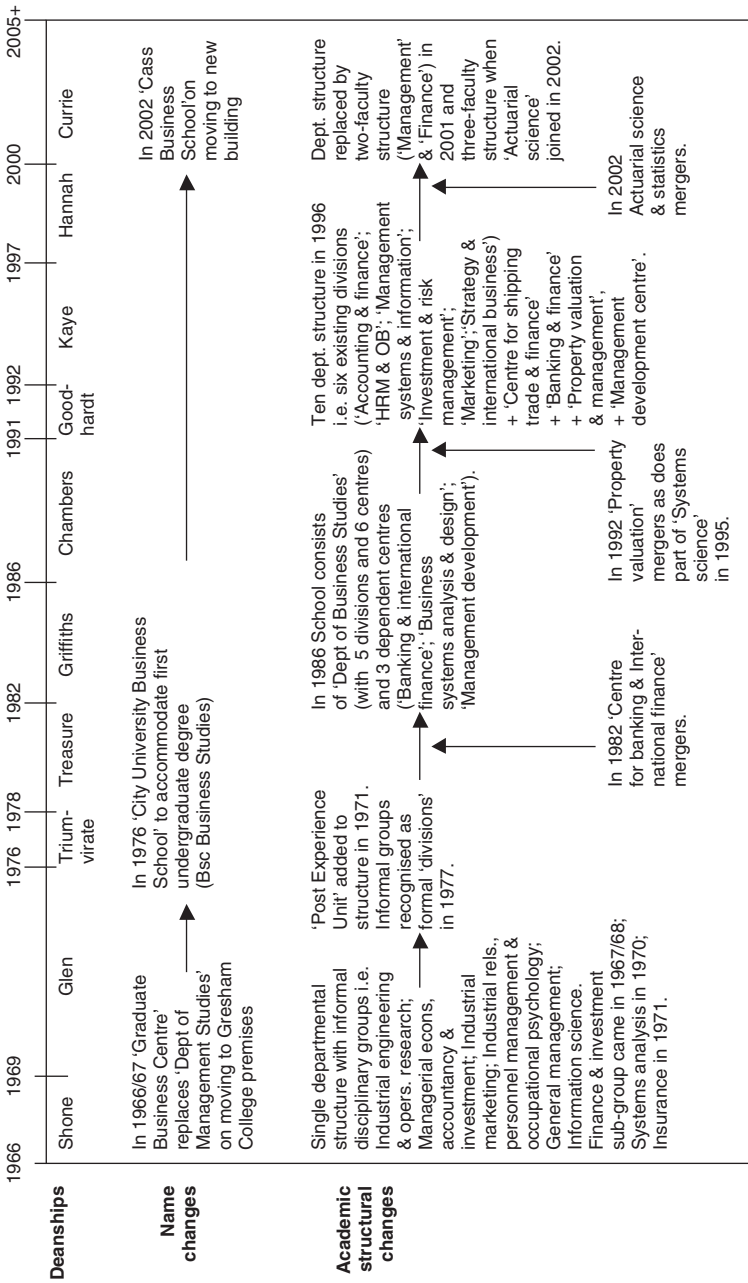 1966 1969 1976 1978 1982 1986 1991 1992 1997 2000 2005+
Deanships
Shone Glen Trium-
virate Treasure Griffiths Chambers Good-
hardt Kaye Hannah Currie
Name
changes
In 1966/67 ‘Graduate
Business Centre’
replaces ‘Dept of
Management Studies’
on moving to Gresham
College premises
In 1976 ‘City University Business
School’ to accommodate first
undergraduate degree
(Bsc Business Studies)
In 2002 ‘Cass
Business
School’on
moving to new
building
Academic
structural
changes
Single departmental
structure with informal
disciplinary groups i.e.
Industrial engineering
& opers. research;
Managerial econs,
accountancy &
investment; Industrial
marketing; Industrial rels.,
personnel management &
occupational psychology;
General management;
Information science.
Finance & investment
sub-group came in 1967/68;
Systems analysis in 1970;
Insurance in 1971.
‘Post Experience
Unit’ added to
structure in 1971.
Informal groups
recognised as
formal ‘divisions’
in 1977.
In 1986 School consists
of ‘Dept of Business Studies’
(with 5 divisions and 6 centres)
and 3 dependent centres
(‘Banking & international
finance’; ‘Business
systems analysis & design’;
‘Management development’).
Ten dept. structure in 1996
i.e. six existing divisions
(‘Accounting & finance’;
‘HRM & OB’; ‘Management
systems & information’;
‘Investment & risk
management’;
‘Marketing’;‘Strategy &
international business’)
+ ‘Centre for shipping
trade & finance’
+ ‘Banking & finance’
+ ‘Property valuation
& management’,
+ ‘Management
development centre’.
Dept. structure
replaced by
two-faculty
structure
(‘Management’
& ‘Finance’) in
2001 and
three-faculty
structure when
‘Actuarial
science’
joined in 2002.
In 1982 ‘Centre
for banking & Inter-
national finance’
mergers.
In 1992 ‘Property
valuation’
mergers as does
part of ‘Systems
science’
in 1995.
In 2002
Actuarial science
& statistics
mergers.